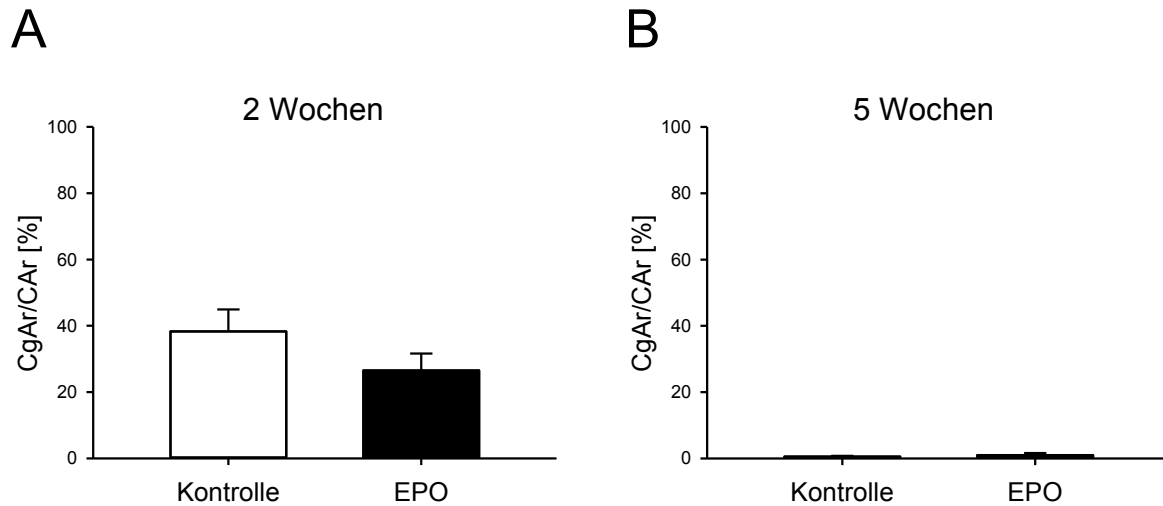 A
2 Wochen
100
80
60
40
20
0
CgAr/CAr [%]
Kontrolle
EPO
B
5 Wochen
100
80
60
40
20
0
CgAr/CAr [%]
Kontrolle
EPO